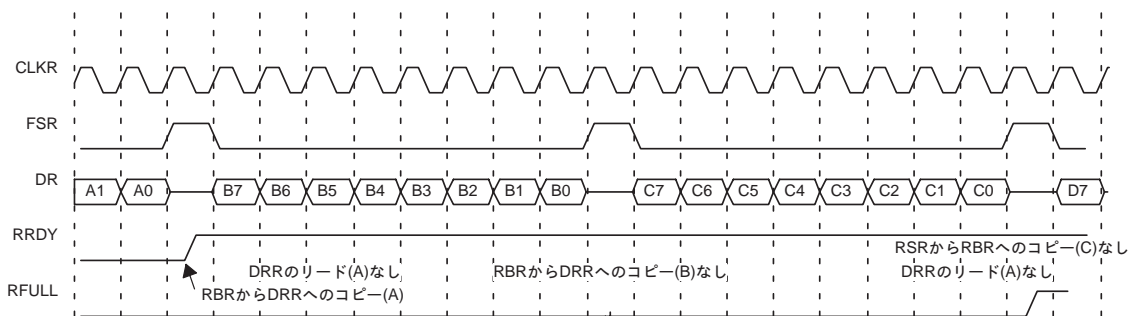 CLKR
FSR
DR A1 A0 B7 B6 B5 B4 B3 B2 B1 B0 C7 C6 C5 C4 C3 C2 C1 C0 D7
RRDY
RSRからRBRへのコピー(C)なし
DRRのリード(A)なし RBRからDRRへのコピー(B)なし DRRのリード(A)なし
RBRからDRRへのコピー(A)
RFULL